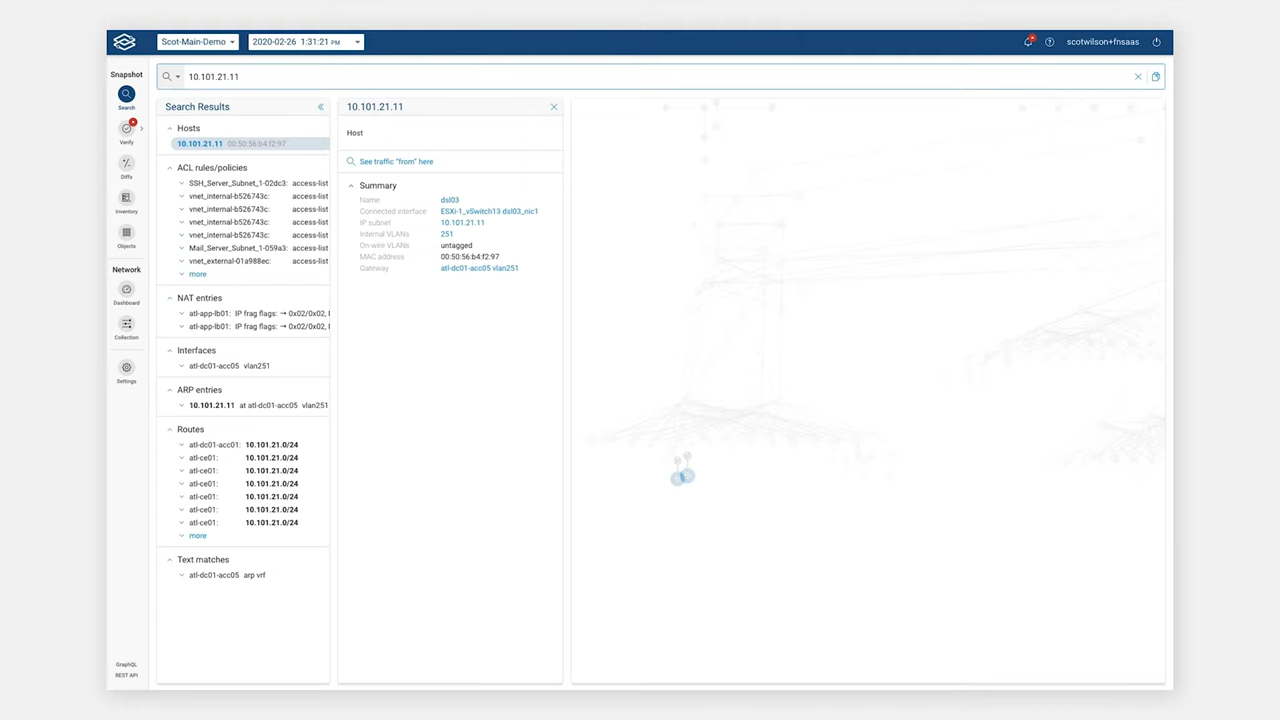 Scot-Main-Demo
2020-02-26 1:31:21 PM
scotwilson+fnsaas
Snapshot
Search
Verify
Diffs
Inventory
Objects
Network
Dashboard
Collection
Settings
GraphQL
REST API
10.101.21.11
Search Results
Hosts
10.101.21.11 00:50:56:b4:f2:97
ACL rules/policies
SSH_Server_Subnet_1-02dc3: access-list
vnet_internal-b526743c: access-list
vnet_internal-b526743c: access-list
vnet_internal-b526743c: access-list
vnet_internal-b526743c: access-list
Mail_Server_Subnet_1-059a3: access-list
vnet_external-01a988ec: access-list
more
NAT entries
atl-app-lb01: IP frag flags: → 0x02/0x02,
atl-app-lb01: IP frag flags: → 0x02/0x02,
Interfaces
atl-dc01-acc05 vlan251
ARP entries
10.101.21.11 at atl-dc01-acc05 vlan251
Routes
atl-dc01-acc01: 10.101.21.0/24
atl-ce01: 10.101.21.0/24
atl-ce01: 10.101.21.0/24
atl-ce01: 10.101.21.0/24
atl-ce01: 10.101.21.0/24
atl-ce01: 10.101.21.0/24
atl-ce01: 10.101.21.0/24
more
Text matches
atl-dc01-acc05 arp vrf
10.101.21.11
Host
See traffic "from" here
Summary
Name dsl03
Connected interface ESXi-1_vSwitch13 dsl03_nic1
IP subnet 10.101.21.11
Internal VLANs 251
On-wire VLANs untagged
MAC address 00:50:56:b4:f2:97
Gateway atl-dc01-acc05 vlan251